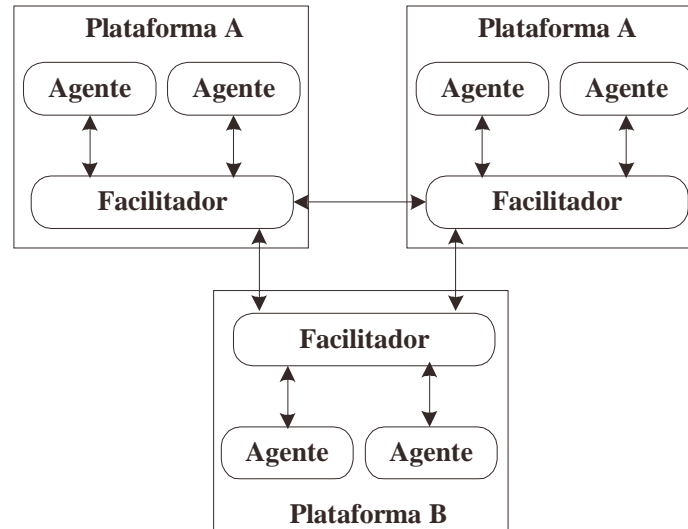 Plataforma A
Agente
Agente
Facilitador
Plataforma A
Agente
Agente
Facilitador
Facilitador
Agente
Agente
Plataforma B